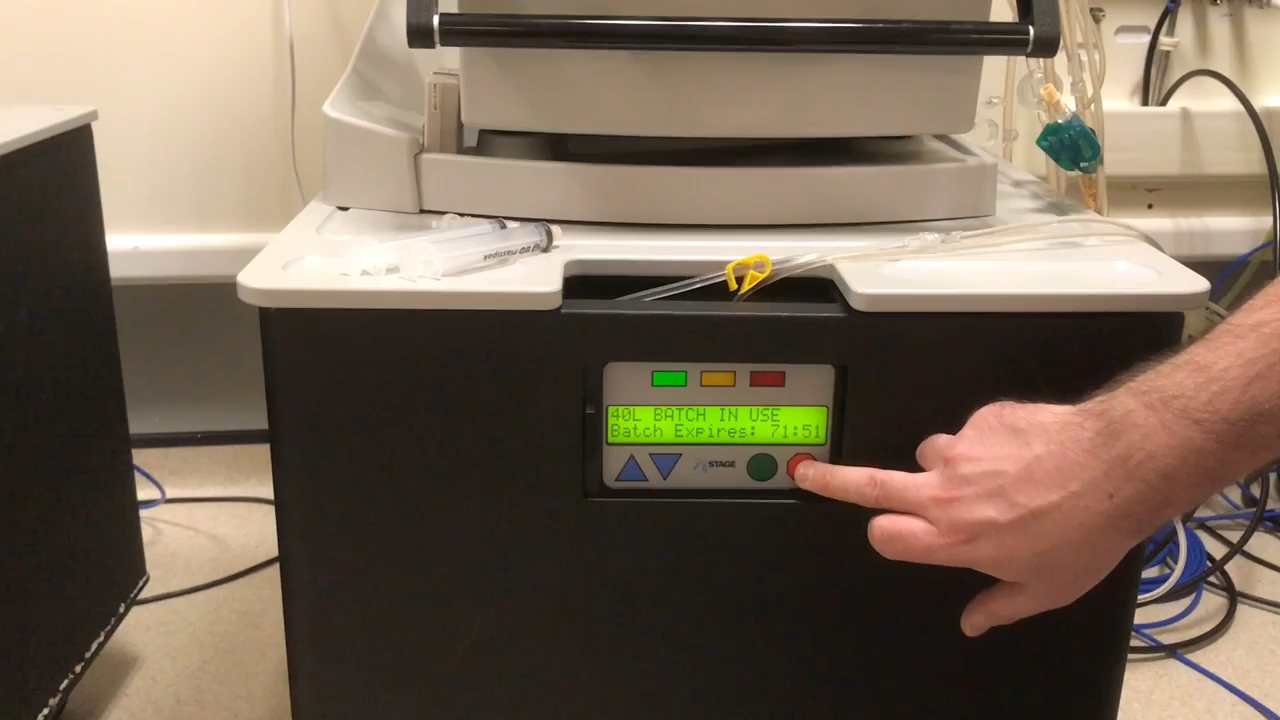 BD Plastipak
40L BATCH IN USE
Batch Expires: 71:51
STAGE